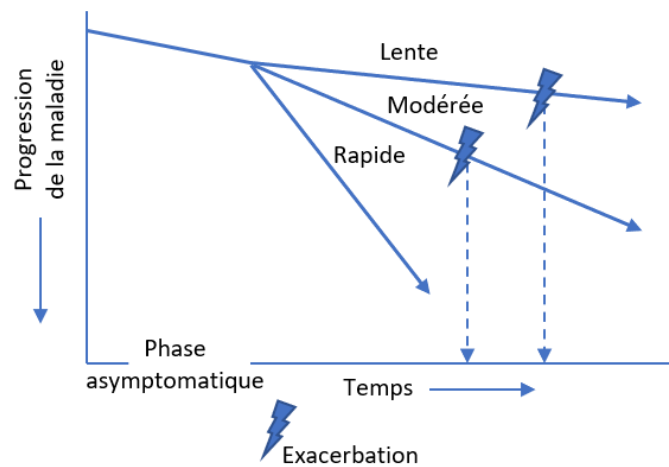 Progression
de la maladie
Lente
Modérée
Rapide
Phase
asymptomatique
Temps
Exacerbation